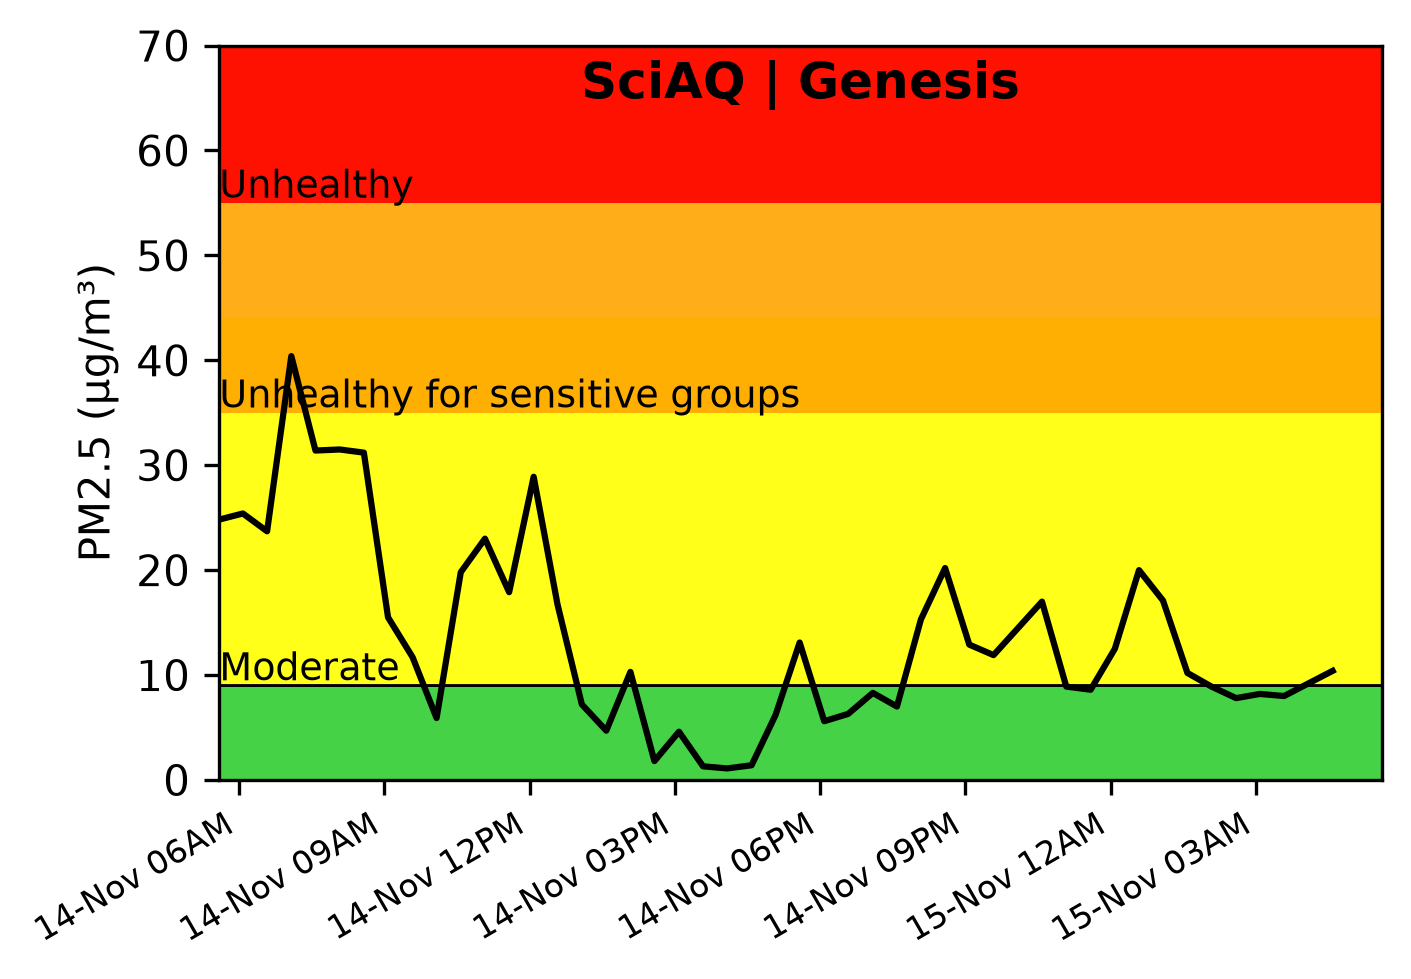 SciAQ | Genesis
PM2.5 (µg/m³)
70
60
50
40
30
20
10
0
Unhealthy
Unhealthy for sensitive groups
Moderate
14-Nov 06AM
14-Nov 09AM
14-Nov 12PM
14-Nov 03PM
14-Nov 06PM
14-Nov 09PM
15-Nov 12AM
15-Nov 03AM